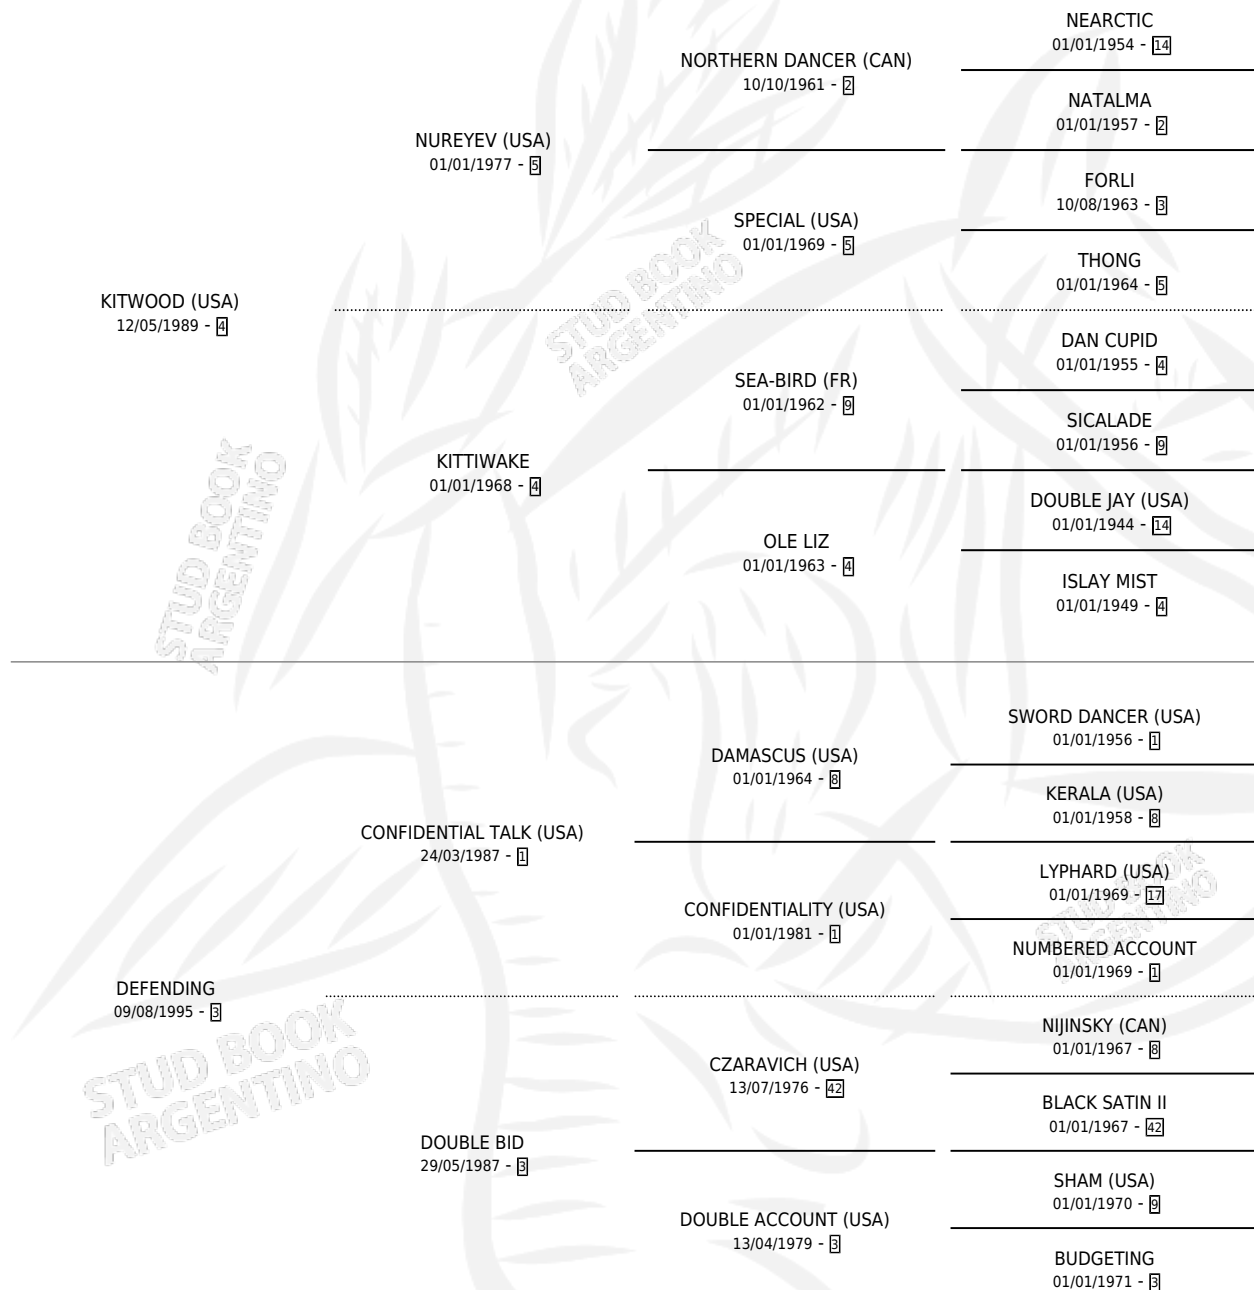 NEARCTIC
01/01/1954 - 14
NORTHERN DANCER (CAN)
10/10/1961 - 2
NATALMA
01/01/1957 - 2
NUREYEV (USA)
01/01/1977 - 5
FORLI
10/08/1963 - 3
SPECIAL (USA)
01/01/1969 - 5
THONG
01/01/1964 - 5
KITWOOD (USA)
12/05/1989 - 4
DAN CUPID
01/01/1955 - 4
SEA-BIRD (FR)
01/01/1962 - 9
SICALADE
01/01/1956 - 9
KITTIWAKE
01/01/1968 - 4
DOUBLE JAY (USA)
01/01/1944 - 14
OLE LIZ
01/01/1963 - 4
ISLAY MIST
01/01/1949 - 4
STUD BOOK
ARGENTINO
STUD BOOK
ARGENTINO
SWORD DANCER (USA)
01/01/1956 - 1
DAMASCUS (USA)
01/01/1964 - 8
KERALA (USA)
01/01/1958 - 8
CONFIDENTIAL TALK (USA)
24/03/1987 - 1
LYPHARD (USA)
01/01/1969 - 17
CONFIDENTIALITY (USA)
01/01/1981 - 1
NUMBERED ACCOUNT
01/01/1969 - 1
DEFENDING
09/08/1995 - 3
NIJINSKY (CAN)
01/01/1967 - 8
CZARAVICH (USA)
13/07/1976 - 42
BLACK SATIN II
01/01/1967 - 42
DOUBLE BID
29/05/1987 - 3
SHAM (USA)
01/01/1970 - 9
DOUBLE ACCOUNT (USA)
13/04/1979 - 3
BUDGETING
01/01/1971 - 3
STUD BOOK
ARGENTINO
STUD BOOK
ARGENTINO